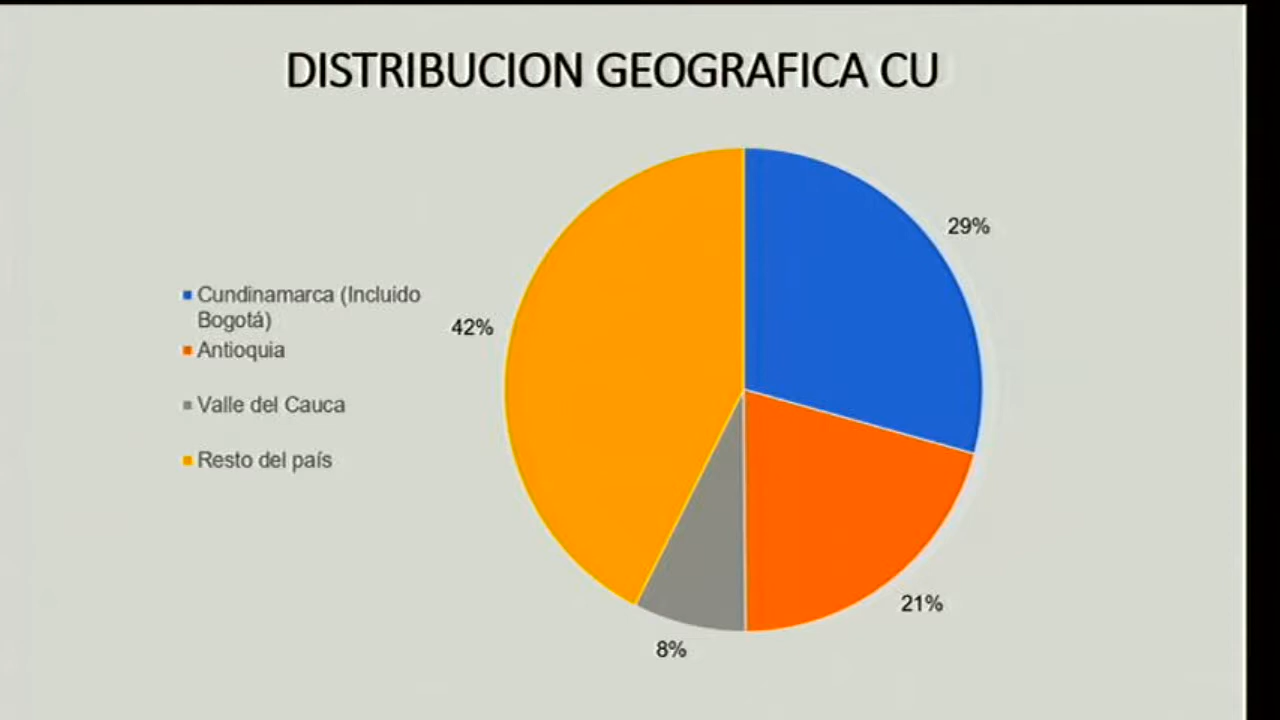 DISTRIBUCION GEOGRAFICA CU
29%
Cundinamarca (Incluido
Bogotá)
42%
Antioquia
Valle del Cauca
Resto del país
21%
8%